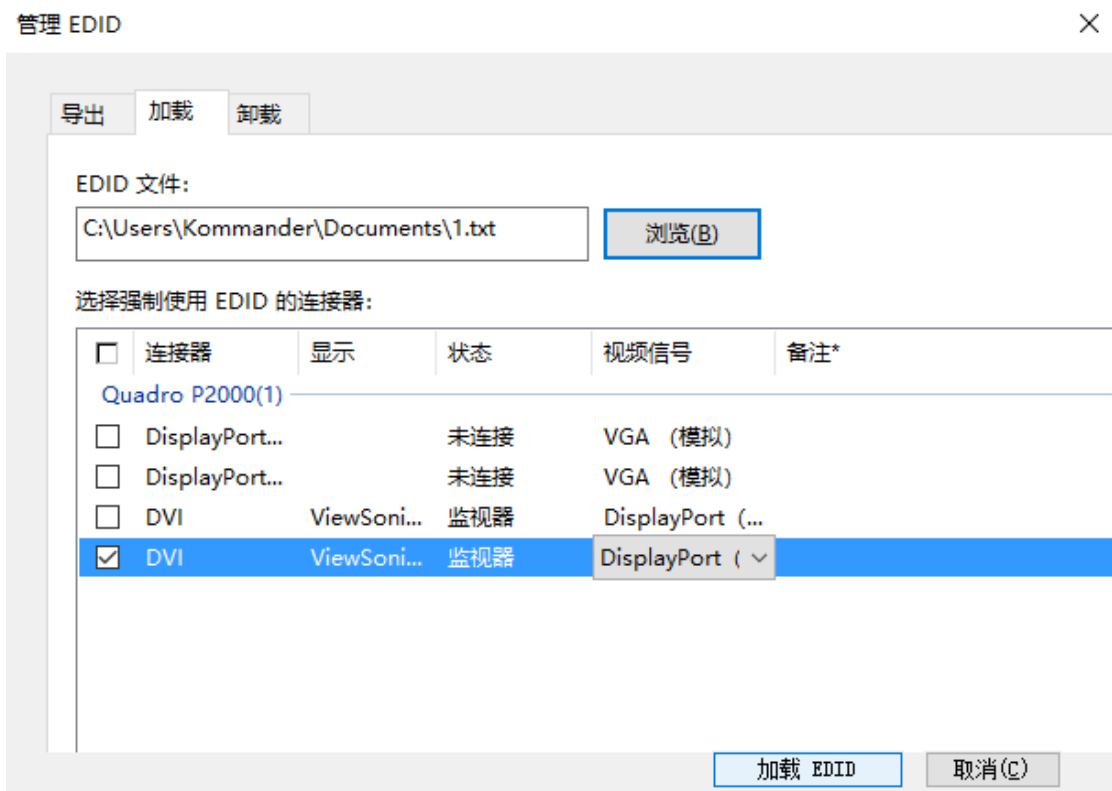 管理 EDID
导出 加载 卸载
EDID 文件:
C:\Users\Kommander\Documents\1.txt 浏览(B)
选择强制使用 EDID 的连接器:
连接器 显示 状态 视频信号 备注*
Quadro P2000(1)
DisplayPort... 未连接 VGA （模拟）
DisplayPort... 未连接 VGA （模拟）
DVI ViewSoni... 监视器 DisplayPort（...
DVI ViewSoni... 监视器 DisplayPort（
加载 EDID 取消(C)